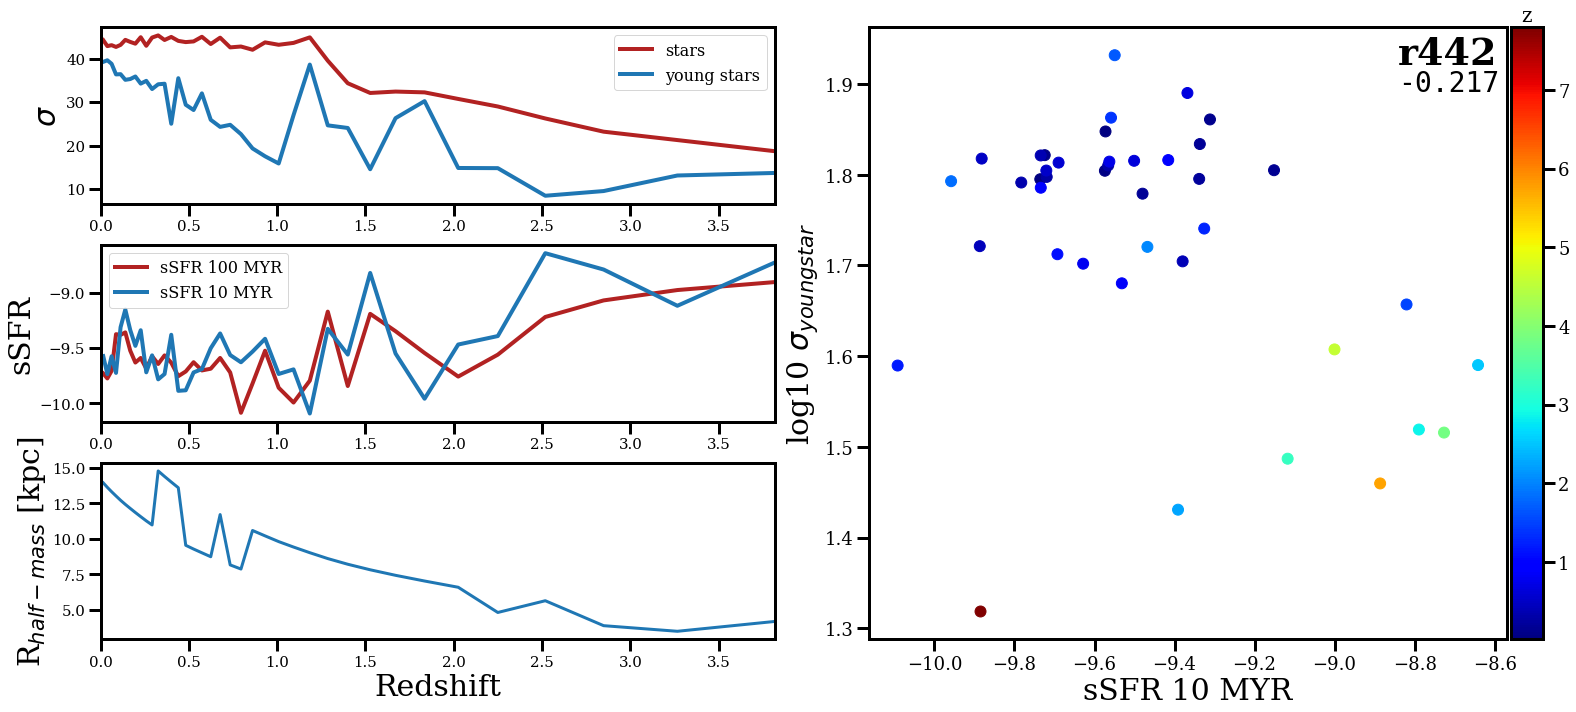 40
30
20
10
σ
stars
young stars
0.0 0.5 1.0 1.5 2.0 2.5 3.0 3.5
−9.0
−9.5
−10.0
sSFR
sSFR 100 MYR
sSFR 10 MYR
0.0 0.5 1.0 1.5 2.0 2.5 3.0 3.5
15.0
12.5
10.0
7.5
5.0
R_{half−mass} [kpc]
0.0 0.5 1.0 1.5 2.0 2.5 3.0 3.5
Redshift
1.9
1.8
1.7
1.6
1.5
1.4
1.3
log10 σ_{youngstar}
r442
-0.217
−10.0 −9.8 −9.6 −9.4 −9.2 −9.0 −8.8 −8.6
sSFR 10 MYR
z
7
6
5
4
3
2
1